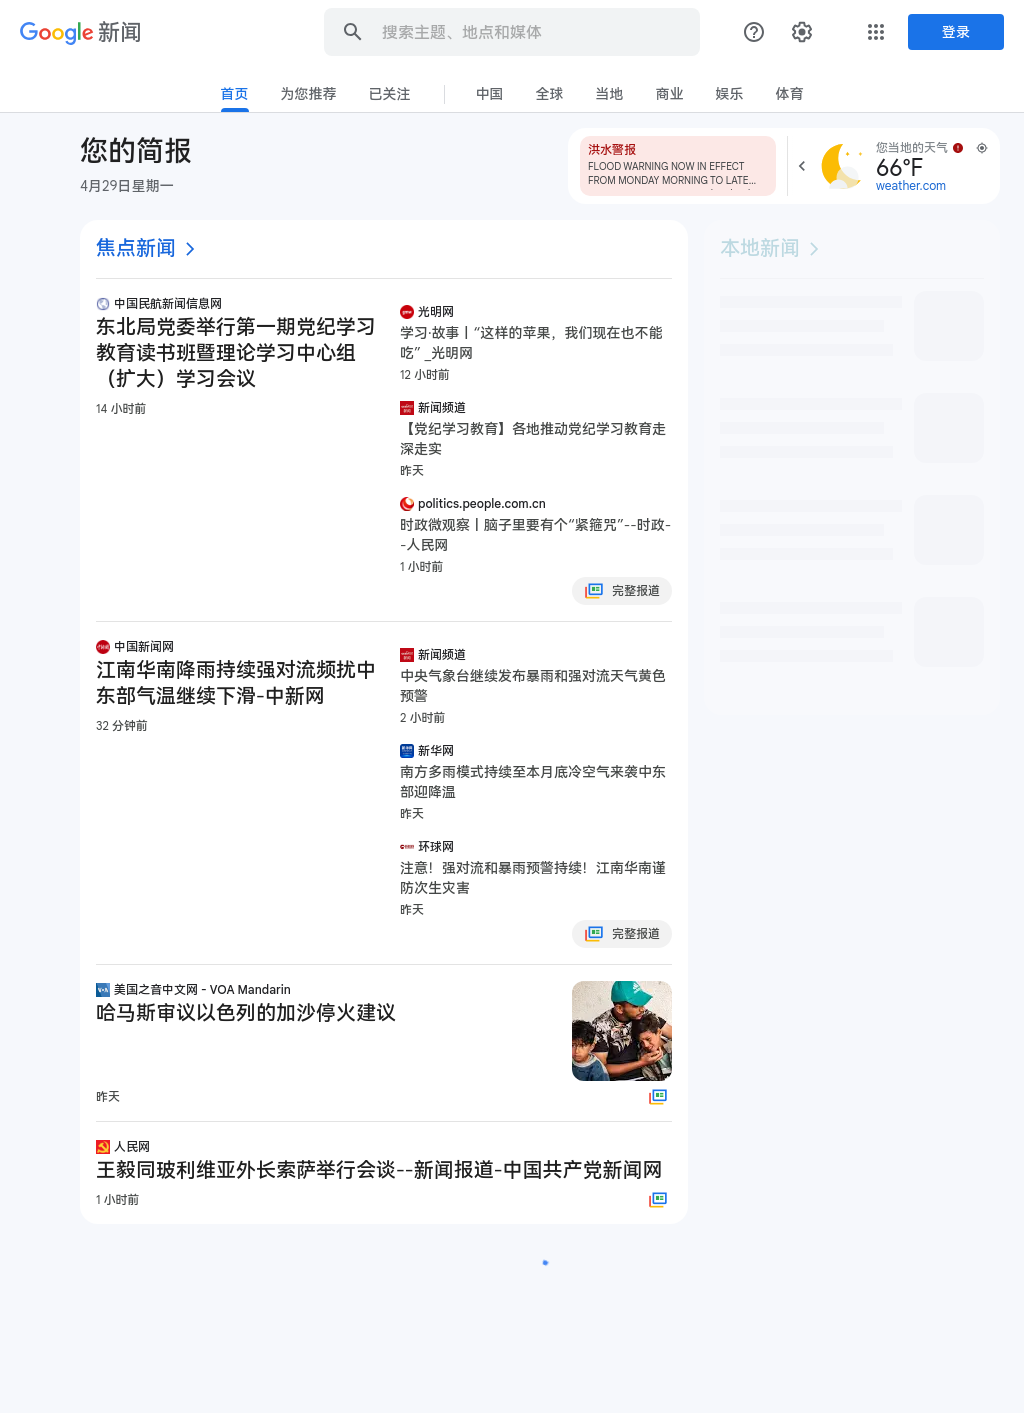 Google 新闻
搜索主题、地点和媒体
登录
首页
为您推荐
已关注
中国
全球
当地
商业
娱乐
体育
您的简报
4月29日星期一
洪水警报
FLOOD WARNING NOW IN EFFECT
FROM MONDAY MORNING TO LATE…
您当地的天气
66°F
weather.com
焦点新闻
中国民航新闻信息网
东北局党委举行第一期党纪学习
教育读书班暨理论学习中心组
（扩大）学习会议
14 小时前
光明网
学习·故事丨“这样的苹果，我们现在也不能
吃” _光明网
12 小时前
新闻频道
【党纪学习教育】各地推动党纪学习教育走
深走实
昨天
politics.people.com.cn
时政微观察丨脑子里要有个“紧箍咒”--时政-
-人民网
1 小时前
完整报道
中国新闻网
江南华南降雨持续强对流频扰中
东部气温继续下滑-中新网
32 分钟前
新闻频道
中央气象台继续发布暴雨和强对流天气黄色
预警
2 小时前
新华网
南方多雨模式持续至本月底冷空气来袭中东
部迎降温
昨天
环球网
注意！强对流和暴雨预警持续！江南华南谨
防次生灾害
昨天
完整报道
VOA
美国之音中文网 - VOA Mandarin
哈马斯审议以色列的加沙停火建议
昨天
人民网
王毅同玻利维亚外长索萨举行会谈--新闻报道-中国共产党新闻网
1 小时前
本地新闻